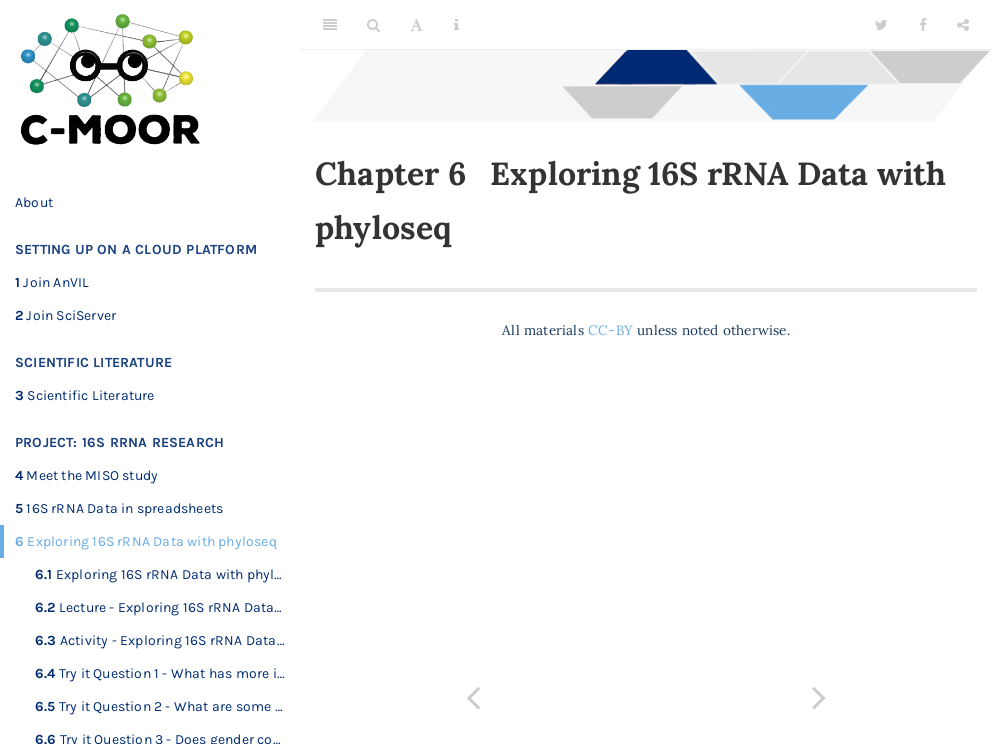 C-MOOR
About
SETTING UP ON A CLOUD PLATFORM
1 Join AnVIL
2 Join SciServer
SCIENTIFIC LITERATURE
3 Scientific Literature
PROJECT: 16S RRNA RESEARCH
4 Meet the MISO study
5 16S rRNA Data in spreadsheets
6 Exploring 16S rRNA Data with phyloseq
6.1 Exploring 16S rRNA Data with phyl…
6.2 Lecture - Exploring 16S rRNA Data…
6.3 Activity - Exploring 16S rRNA Data…
6.4 Try it Question 1 - What has more i…
6.5 Try it Question 2 - What are some …
6.6 Try it Question 3 - Does gender co…
Chapter 6 Exploring 16S rRNA Data with
phyloseq
All materials CC-BY unless noted otherwise.